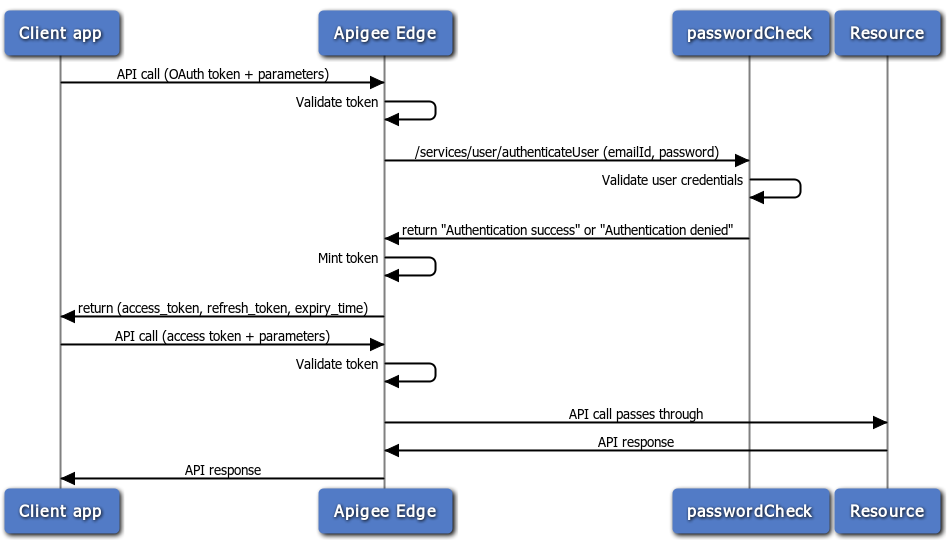 Client app
Apigee Edge
passwordCheck
Resource
API call (OAuth token + parameters)
Validate token
/services/user/authenticateUser (emailId, password)
Validate user credentials
return "Authentication success" or "Authentication denied"
Mint token
return (access_token, refresh_token, expiry_time)
API call (access token + parameters)
Validate token
API call passes through
API response
API response
Client app
Apigee Edge
passwordCheck
Resource